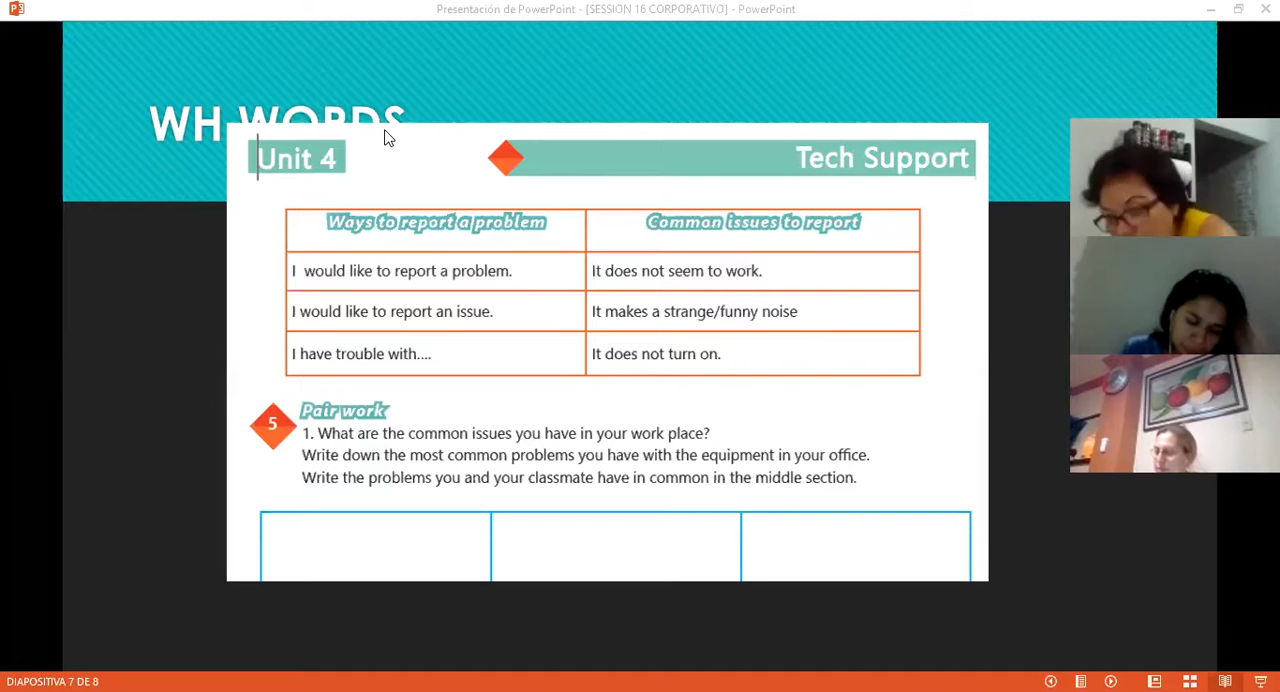 Presentación de PowerPoint - [SESSION 16 CORPORATIVO] - PowerPoint
WH WORDS
Unit 4
Tech Support
Ways to report a problem
Common issues to report
I would like to report a problem.
It does not seem to work.
I would like to report an issue.
It makes a strange/funny noise
I have trouble with....
It does not turn on.
5
Pair work
1. What are the common issues you have in your work place?
Write down the most common problems you have with the equipment in your office.
Write the problems you and your classmate have in common in the middle section.
DIAPOSITIVA 7 DE 8